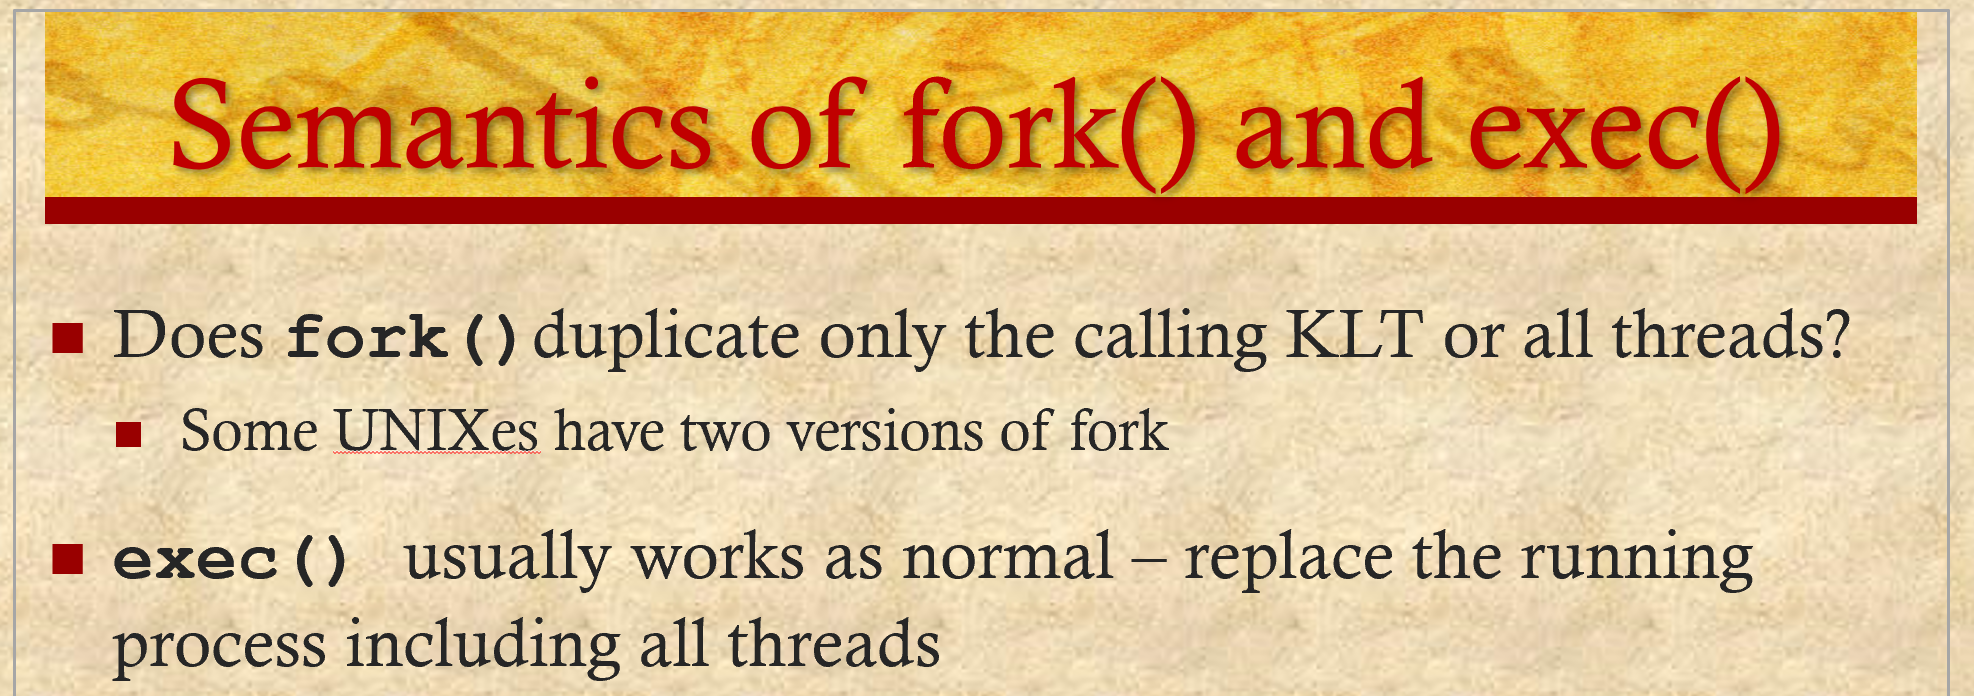 Semantics of fork() and exec()
Does fork() duplicate only the calling KLT or all threads?
Some UNIXes have two versions of fork
exec() usually works as normal – replace the running
process including all threads